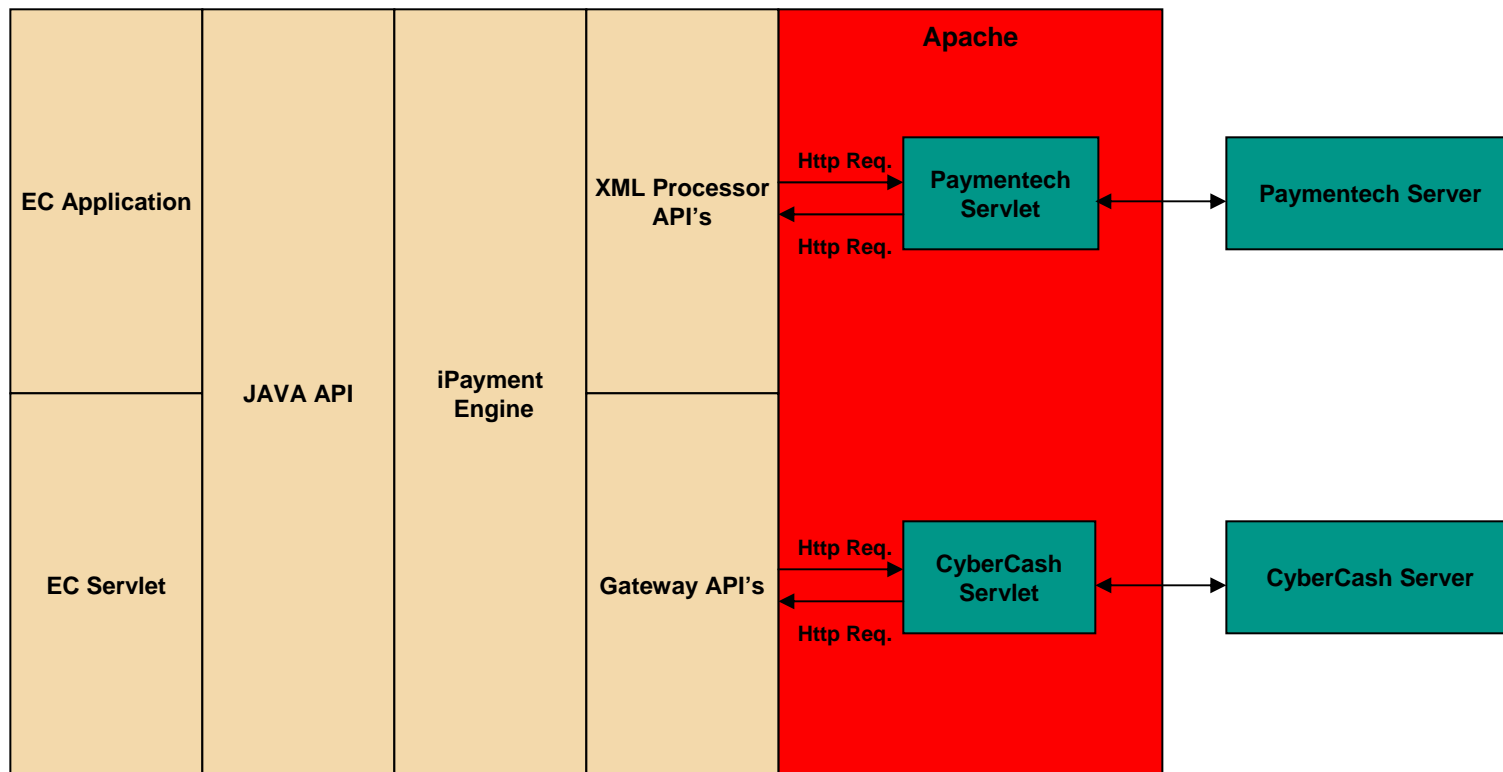 Apache
EC Application
JAVA API
iPayment
Engine
XML Processor
API's
Http Req.
Http Req.
Paymentech
Servlet
Paymentech Server
EC Servlet
Gateway API's
Http Req.
Http Req.
CyberCash
Servlet
CyberCash Server